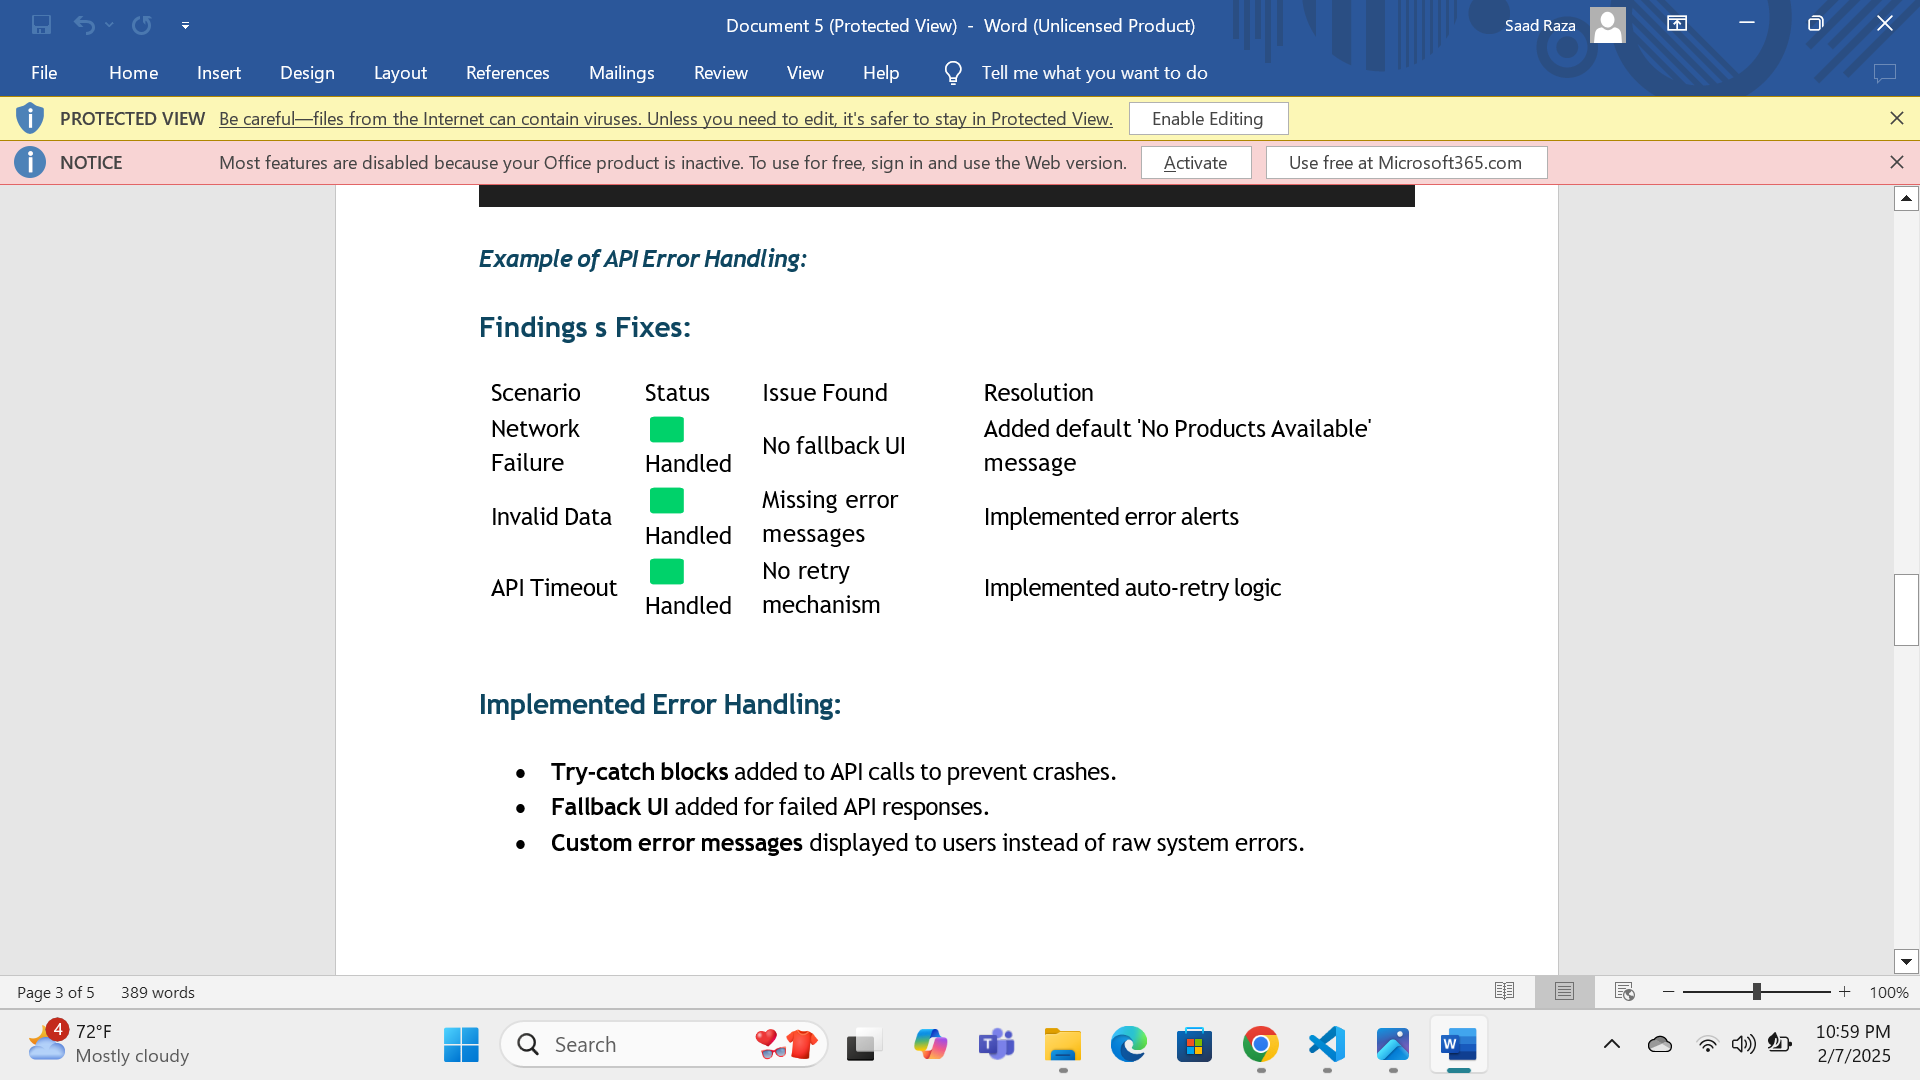 Document 5 (Protected View) - Word (Unlicensed Product)
Saad Raza
File Home Insert Design Layout References Mailings Review View Help Tell me what you want to do
PROTECTED VIEW Be careful—files from the Internet can contain viruses. Unless you need to edit, it's safer to stay in Protected View. Enable Editing
NOTICE Most features are disabled because your Office product is inactive. To use for free, sign in and use the Web version. Activate Use free at Microsoft365.com
Example of API Error Handling:
Findings s Fixes:
Scenario Status Issue Found Resolution
Network Failure Handled No fallback UI Added default 'No Products Available' message
Invalid Data Handled Missing error messages Implemented error alerts
API Timeout Handled No retry mechanism Implemented auto-retry logic
Implemented Error Handling:
• Try-catch blocks added to API calls to prevent crashes.
• Fallback UI added for failed API responses.
• Custom error messages displayed to users instead of raw system errors.
Page 3 of 5 389 words
100%
4
72°F
Mostly cloudy
Search
10:59 PM
2/7/2025